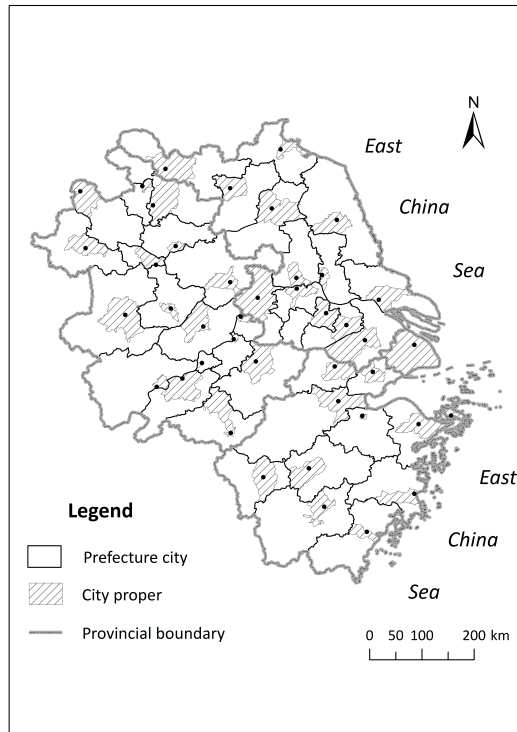 N
East
China
Sea
East
China
Sea
Legend
Prefecture city
City proper
Provincial boundary
0 50 100 200 km